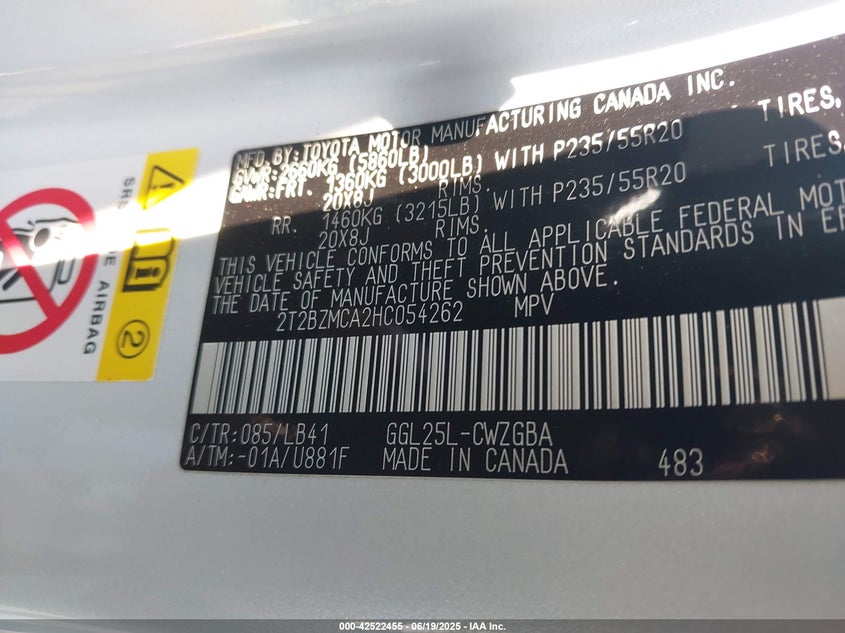 MFD. BY: TOYOTA MOTOR MANUFACTURING CANADA INC.
GVWR: 2660KG (5860LB)
GAWR: FRT. 1360KG (3000LB) WITH P235/55R20 TIRES,
20X8J RIMS.
RR. 1460KG (3215LB) WITH P235/55R20 TIRES,
20X8J RIMS.
THIS VEHICLE CONFORMS TO ALL APPLICABLE FEDERAL MOT
VEHICLE SAFETY AND THEFT PREVENTION STANDARDS IN EF
THE DATE OF MANUFACTURE SHOWN ABOVE.
2T2BZMCA2HC054262 MPV
C/TR: 085/LB41 GGL25L-CWZGBA
A/TM: -01A/U881F MADE IN CANADA 483
SRS
DE AIRBAG
2
000-42522455 - 06/19/2025 - IAA Inc.